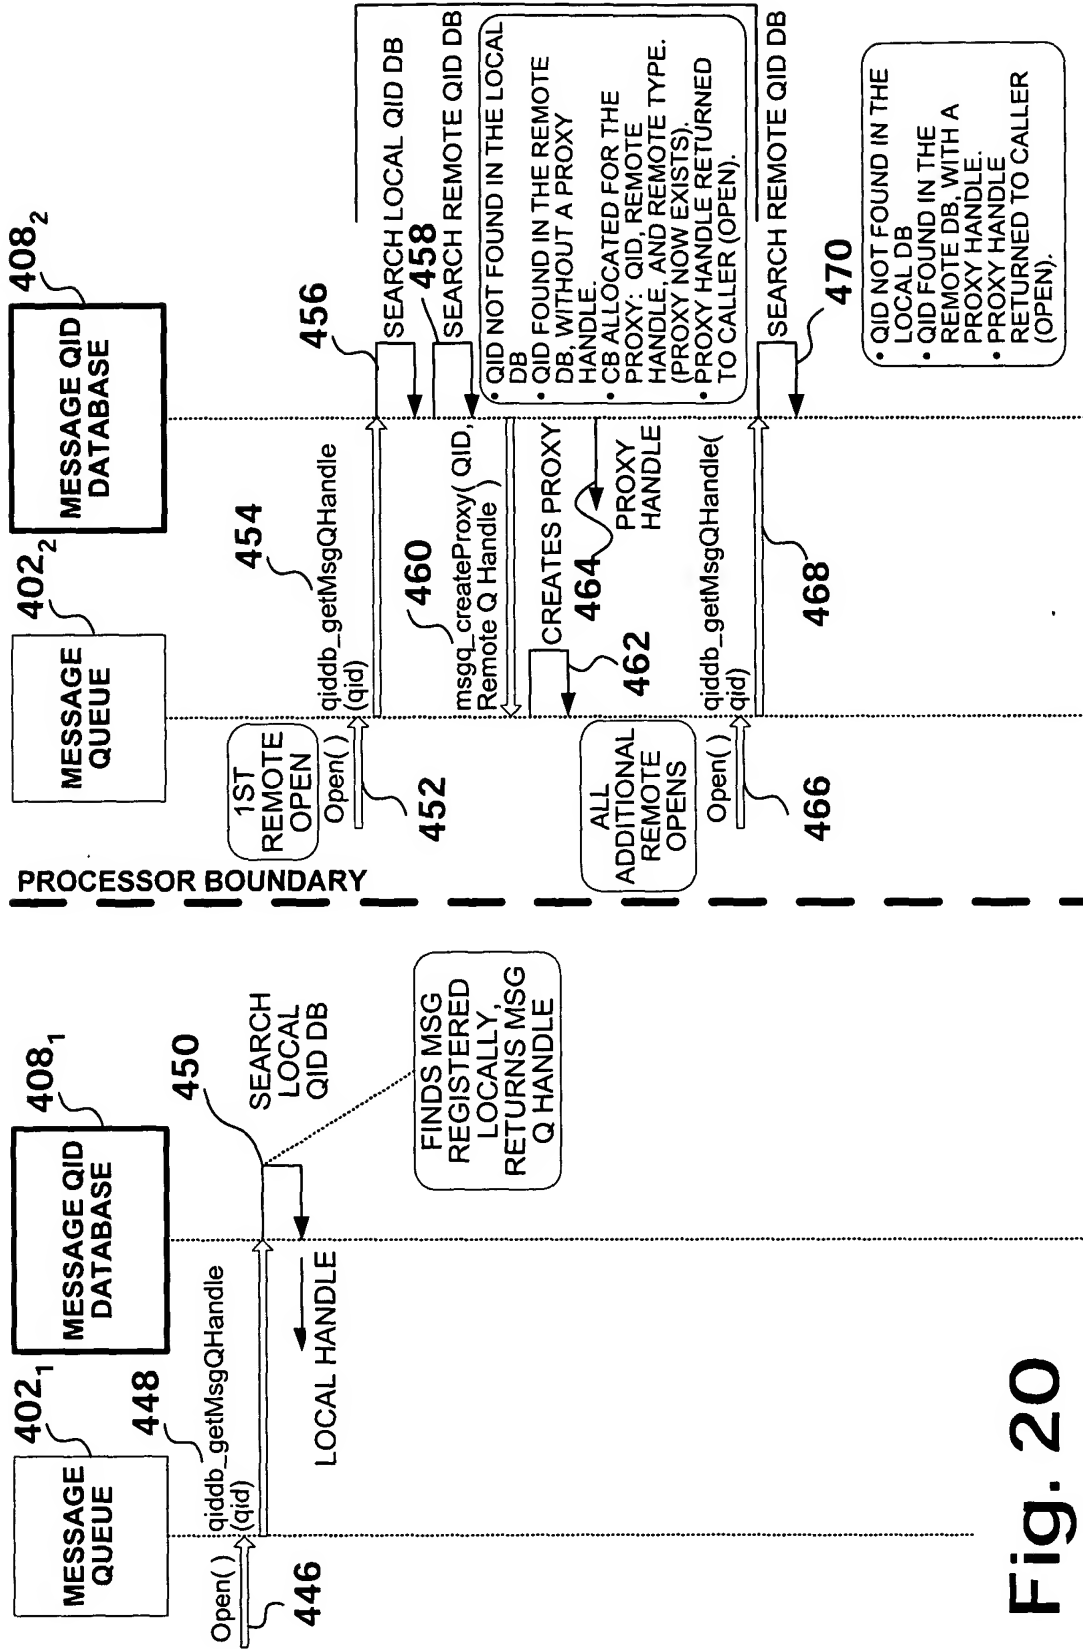 MESSAGE
QUEUE
402₁
MESSAGE QID
DATABASE
408₁
Open( )
446
448
qiddb_getMsgQHandle
(qid)
450
SEARCH
LOCAL
QID DB
LOCAL HANDLE
FINDS MSG
REGISTERED
LOCALLY,
RETURNS MSG
Q HANDLE
PROCESSOR BOUNDARY
MESSAGE
QUEUE
402₂
MESSAGE QID
DATABASE
408₂
1ST
REMOTE
OPEN
Open( )
452
454
qiddb_getMsgQHandle
(qid)
456
SEARCH LOCAL QID DB
458
SEARCH REMOTE QID DB
460
msgq_createProxy( QID,
Remote Q Handle )
• QID NOT FOUND IN THE LOCAL
DB
• QID FOUND IN THE REMOTE
DB, WITHOUT A PROXY
HANDLE.
• CB ALLOCATED FOR THE
PROXY: QID, REMOTE
HANDLE, AND REMOTE TYPE.
(PROXY NOW EXISTS).
• PROXY HANDLE RETURNED
TO CALLER (OPEN).
CREATES PROXY
462
464
PROXY
HANDLE
ALL
ADDITIONAL
REMOTE
OPENS
Open( )
466
qiddb_getMsgQHandle(
qid)
468
SEARCH REMOTE QID DB
470
• QID NOT FOUND IN THE
LOCAL DB
• QID FOUND IN THE
REMOTE DB, WITH A
PROXY HANDLE.
• PROXY HANDLE
RETURNED TO CALLER
(OPEN).
Fig. 20